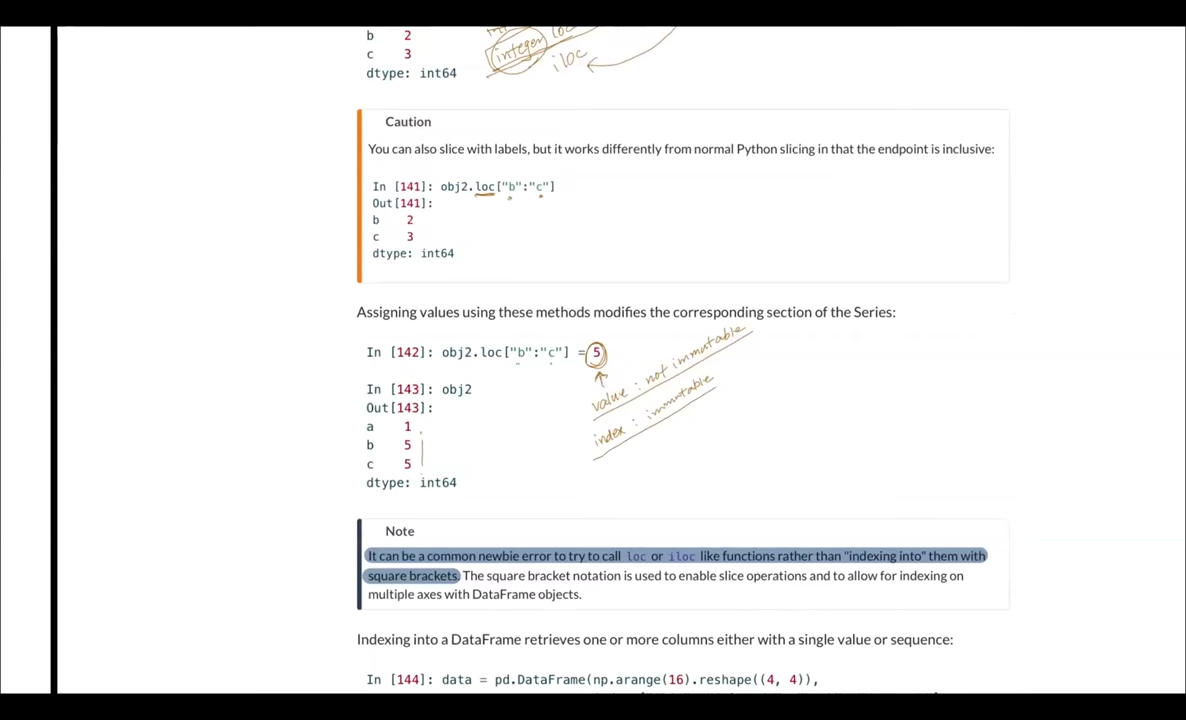 b 2
integer loc
c 3
iloc
dtype: int64
Caution
You can also slice with labels, but it works differently from normal Python slicing in that the endpoint is inclusive:
In [141]: obj2.loc["b":"c"]
Out[141]:
b 2
c 3
dtype: int64
Assigning values using these methods modifies the corresponding section of the Series:
In [142]: obj2.loc["b":"c"] = 5
value : not immutable
index : immutable
In [143]: obj2
Out[143]:
a 1
b 5
c 5
dtype: int64
Note
It can be a common newbie error to try to call loc or iloc like functions rather than "indexing into" them with
square brackets. The square bracket notation is used to enable slice operations and to allow for indexing on
multiple axes with DataFrame objects.
Indexing into a DataFrame retrieves one or more columns either with a single value or sequence:
In [144]: data = pd.DataFrame(np.arange(16).reshape((4, 4)),